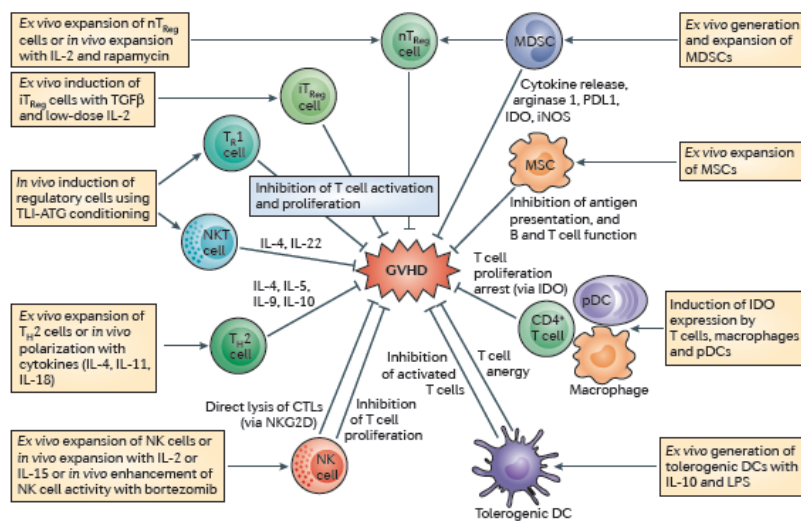 Ex vivo expansion of nTReg
cells or in vivo expansion
with IL-2 and rapamycin
nTReg
cell
MDSC
Ex vivo generation
and expansion of
MDSCs
Ex vivo induction of
iTReg cells with TGFβ
and low-dose IL-2
iTReg
cell
Cytokine release,
arginase 1, PDL1,
IDO, iNOS
TR1
cell
MSC
Ex vivo expansion
of MSCs
In vivo induction of
regulatory cells using
TLI-ATG conditioning
Inhibition of T cell activation
and proliferation
Inhibition of antigen
presentation, and
B and T cell function
NKT
cell
IL-4, IL-22
GVHD
T cell
proliferation
arrest (via IDO)
IL-4, IL-5,
IL-9, IL-10
pDC
CD4+
T cell
Macrophage
Induction of IDO
expression by
T cells, macrophages
and pDCs
Ex vivo expansion of
TH2 cells or in vivo
polarization with
cytokines (IL-4, IL-11,
IL-18)
TH2
cell
Inhibition
of activated
T cells
T cell
anergy
Direct lysis of CTLs
(via NKG2D)
Inhibition
of T cell
proliferation
Ex vivo expansion of NK cells or
in vivo expansion with IL-2 or
IL-15 or in vivo enhancement of
NK cell activity with bortezomib
NK
cell
Tolerogenic DC
Ex vivo generation of
tolerogenic DCs with
IL-10 and LPS